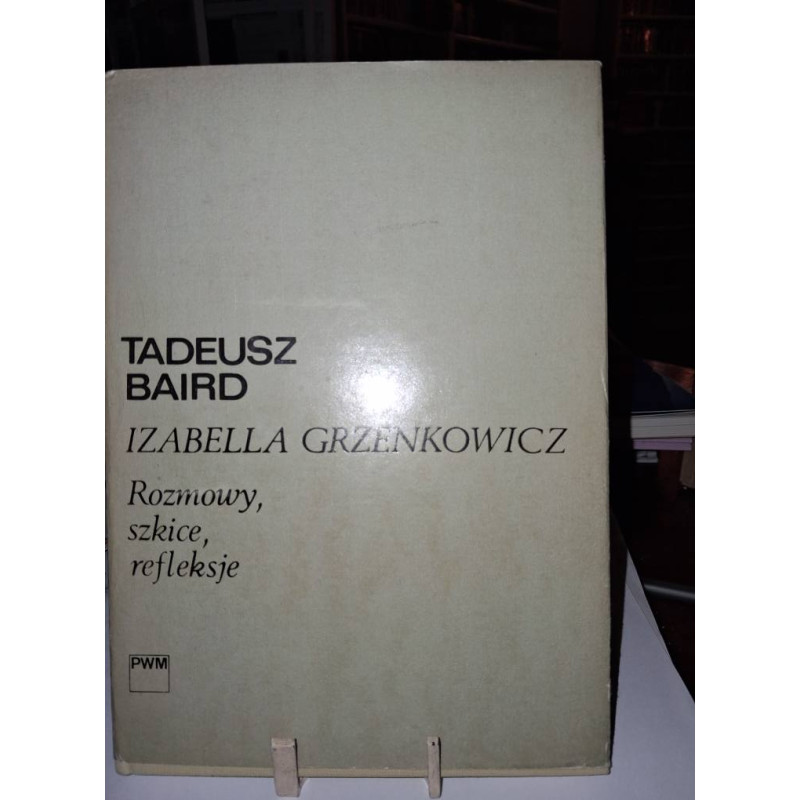 TADEUSZ
BAIRD
IZABELLA GRZENKOWICZ
Rozmowy,
szkice,
refleksje
PWM